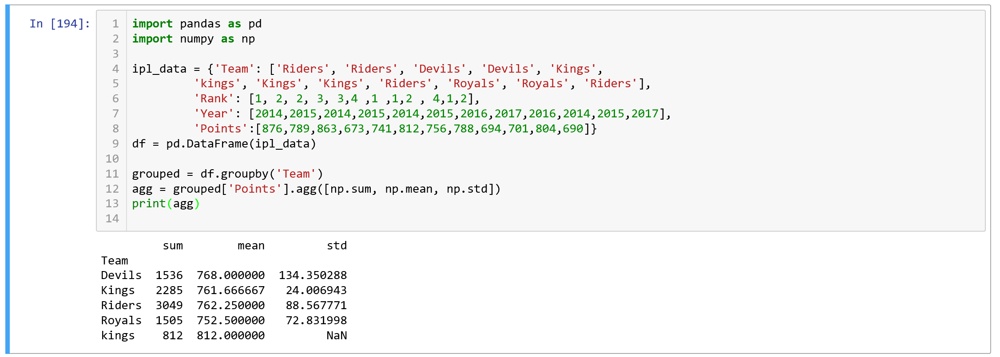 In [194]:
1 import pandas as pd
2 import numpy as np
3
4 ipl_data = {'Team': ['Riders', 'Riders', 'Devils', 'Devils', 'Kings',
5          'kings', 'Kings', 'Kings', 'Riders', 'Royals', 'Royals', 'Riders'],
6          'Rank': [1, 2, 2, 3, 3,4 ,1 ,1,2 , 4,1,2],
7          'Year': [2014,2015,2014,2015,2014,2015,2016,2017,2016,2014,2015,2017],
8          'Points':[876,789,863,673,741,812,756,788,694,701,804,690]}
9 df = pd.DataFrame(ipl_data)
10
11 grouped = df.groupby('Team')
12 agg = grouped['Points'].agg([np.sum, np.mean, np.std])
13 print(agg)
14
         sum        mean         std
Team
Devils  1536  768.000000  134.350288
Kings   2285  761.666667   24.006943
Riders  3049  762.250000   88.567771
Royals  1505  752.500000   72.831998
kings    812  812.000000         NaN